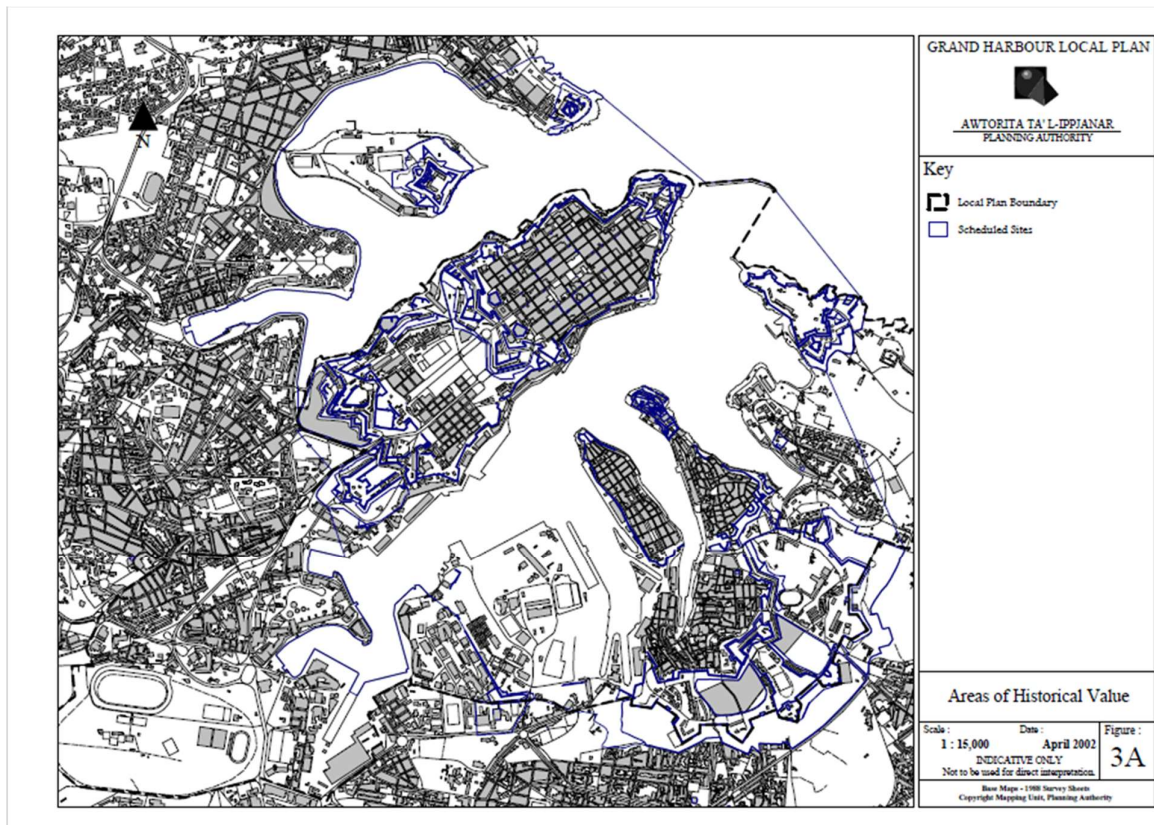 GRAND HARBOUR LOCAL PLAN
AWTORITA TA' L-IPPJANAR
PLANNING AUTHORITY
Key
Local Plan Boundary
Scheduled Sites
N
Areas of Historical Value
Scale :
1 : 15,000
Date :
April 2002
INDICATIVE ONLY
Not to be used for direct interpretation.
Figure :
3A
Base Maps - 1988 Survey Sheets
Copyright Mapping Unit, Planning Authority